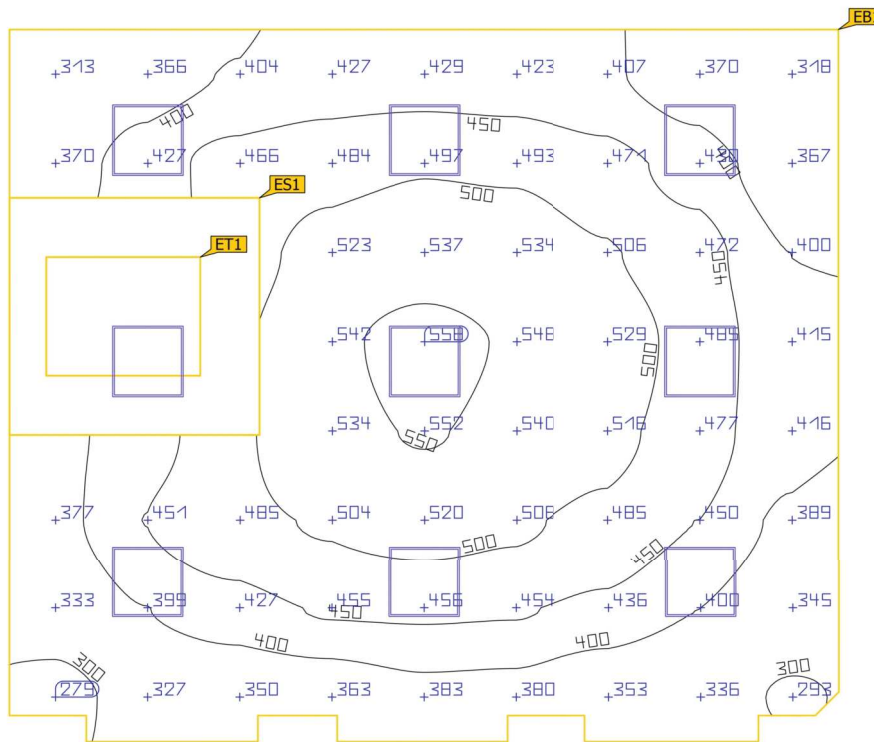 EB
+313 +366 +404 +427 +429 +423 +407 +370 +318
400 450
+370 +427 +466 +484 +497 +493 +471 +439 +367
ES1
500
ET1
+523 +537 +534 +506 +472 +400
450
+542 +558 +548 +529 +485 +415
500
+534 +552 +540 +516 +477 +416
550
+377 +451 +485 +504 +520 +506 +485 +450 +389
500 450
+333 +399 +427 +455 +456 +454 +436 +400 +345
450
400 400
300 300
+279 +327 +350 +363 +383 +380 +353 +336 +293